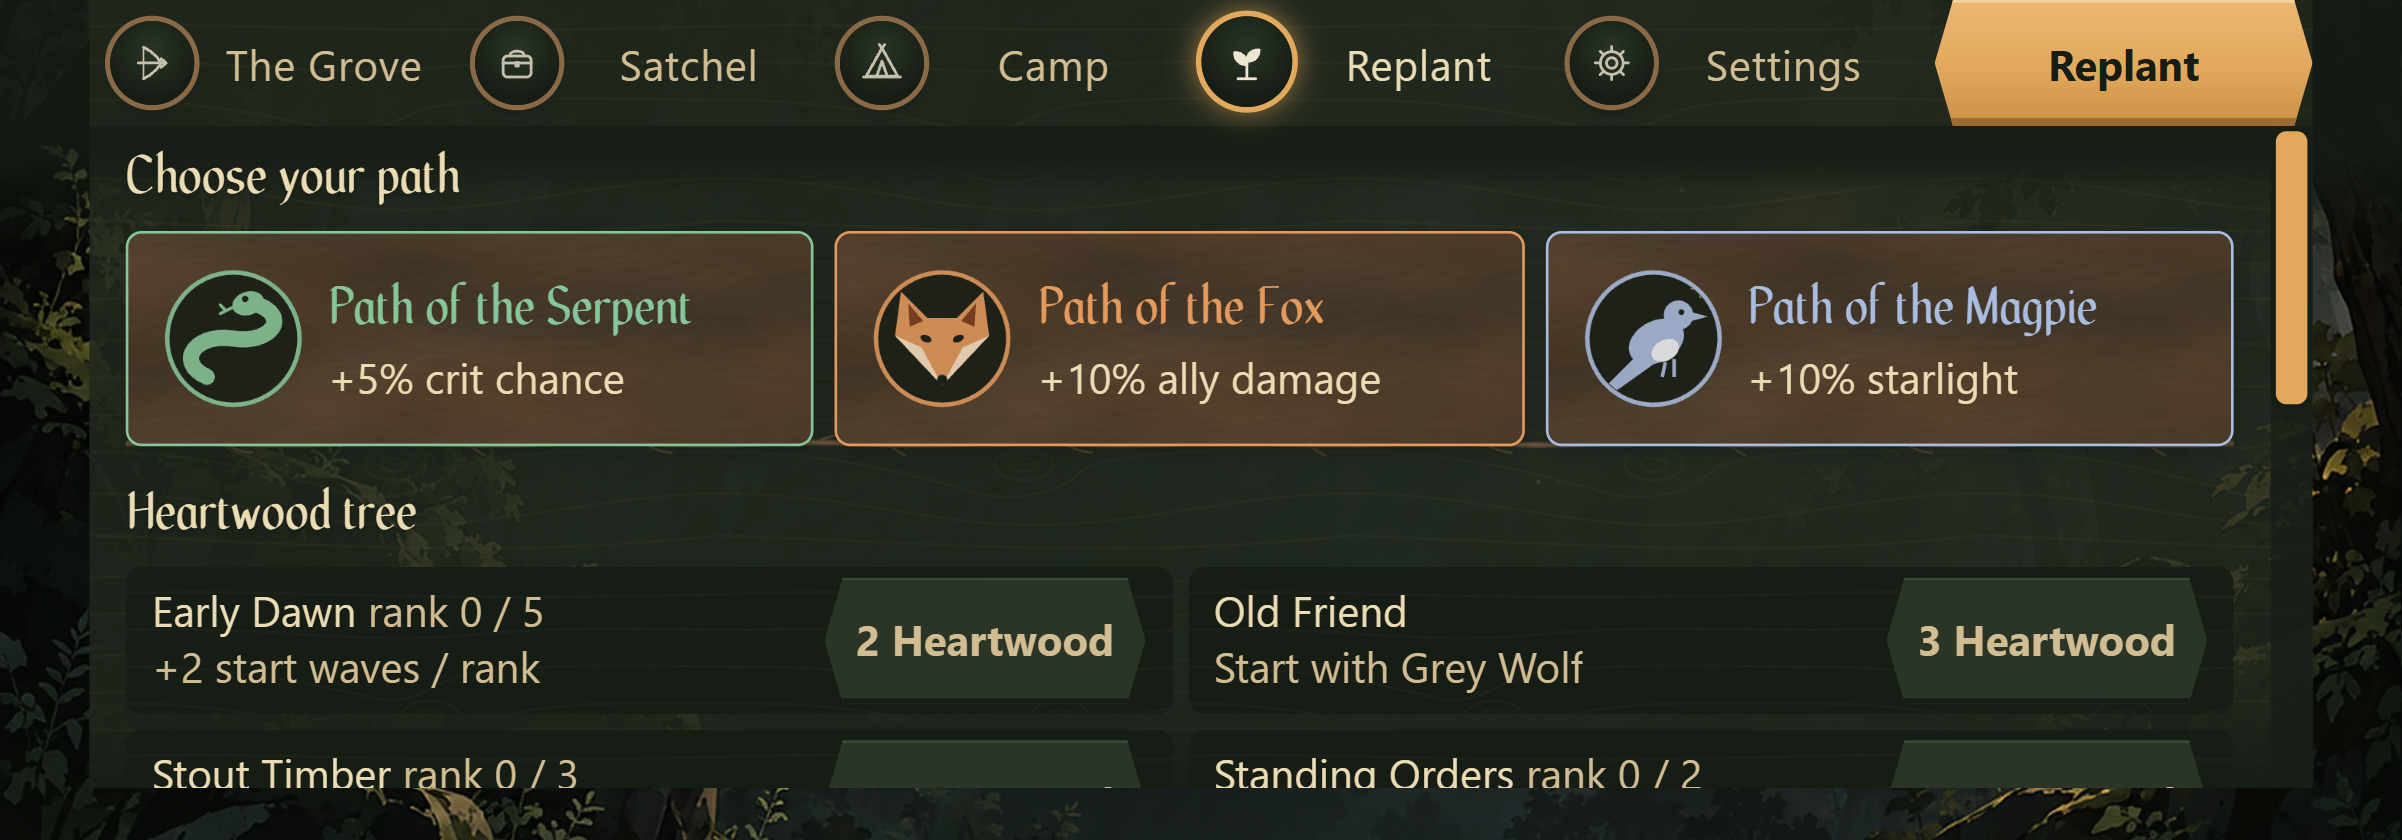 The Grove
Satchel
Camp
Replant
Settings
Replant
Choose your path
Path of the Serpent
+5% crit chance
Path of the Fox
+10% ally damage
Path of the Magpie
+10% starlight
Heartwood tree
Early Dawn rank 0 / 5
+2 start waves / rank
2 Heartwood
Old Friend
Start with Grey Wolf
3 Heartwood
Stout Timber rank 0 / 3
Standing Orders rank 0 / 2